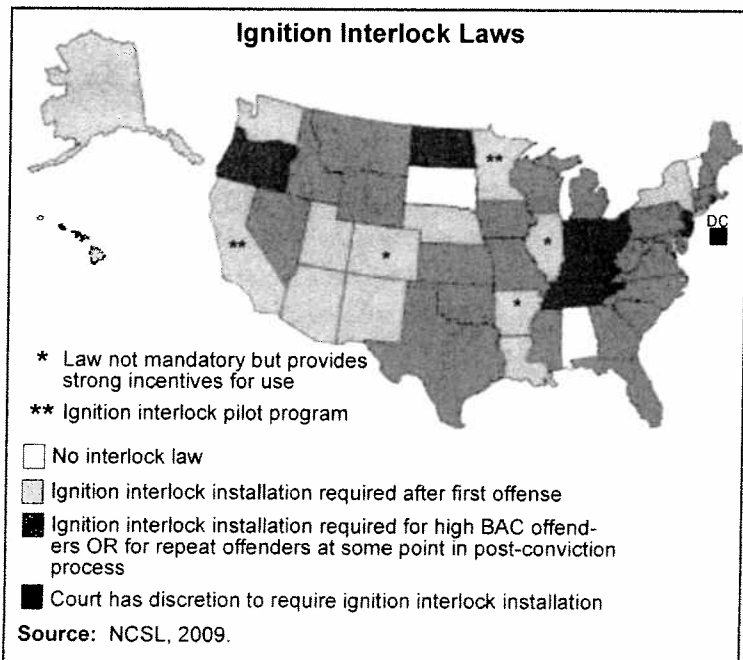 Ignition Interlock Laws
**
DC
**
*
*
*
* Law not mandatory but provides
strong incentives for use
** Ignition interlock pilot program
No interlock law
Ignition interlock installation required after first offense
Ignition interlock installation required for high BAC offend-
ers OR for repeat offenders at some point in post-conviction
process
Court has discretion to require ignition interlock installation
Source: NCSL, 2009.